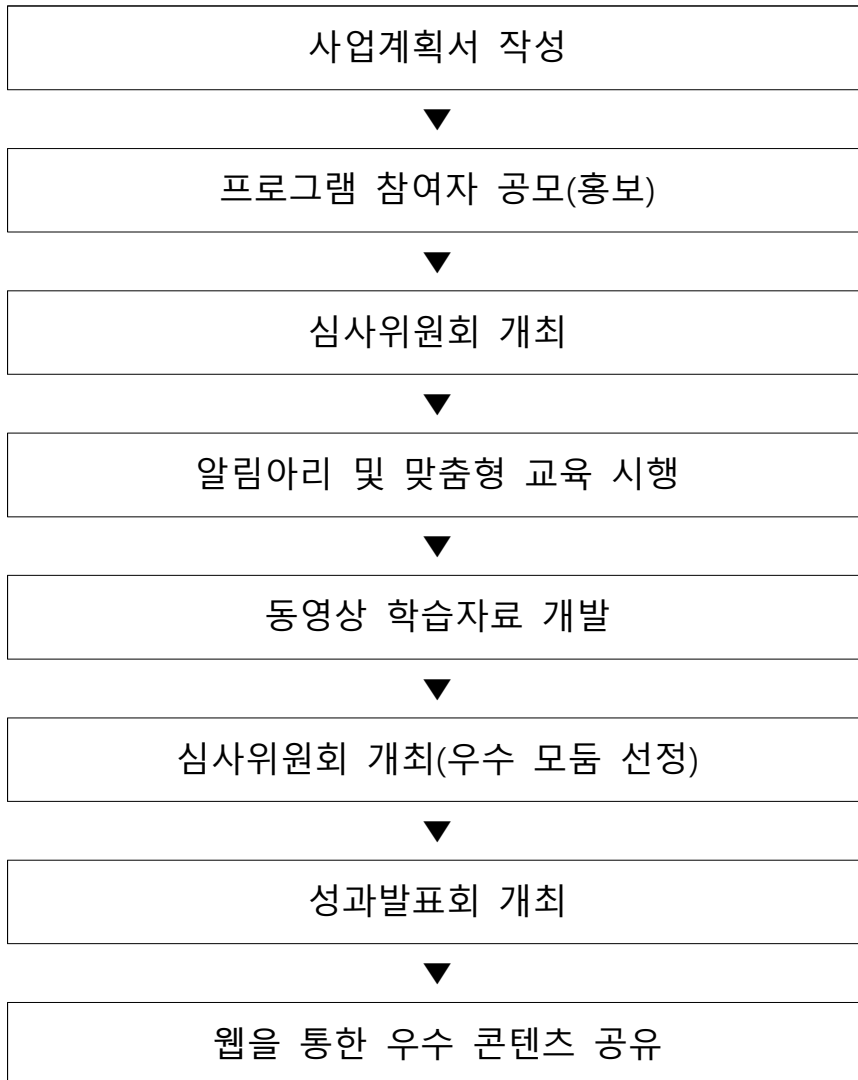 사업계획서 작성
▼
프로그램 참여자 공모(홍보)
▼
심사위원회 개최
▼
알림아리 및 맞춤형 교육 시행
▼
동영상 학습자료 개발
▼
심사위원회 개최(우수 모둠 선정)
▼
성과발표회 개최
▼
웹을 통한 우수 콘텐츠 공유